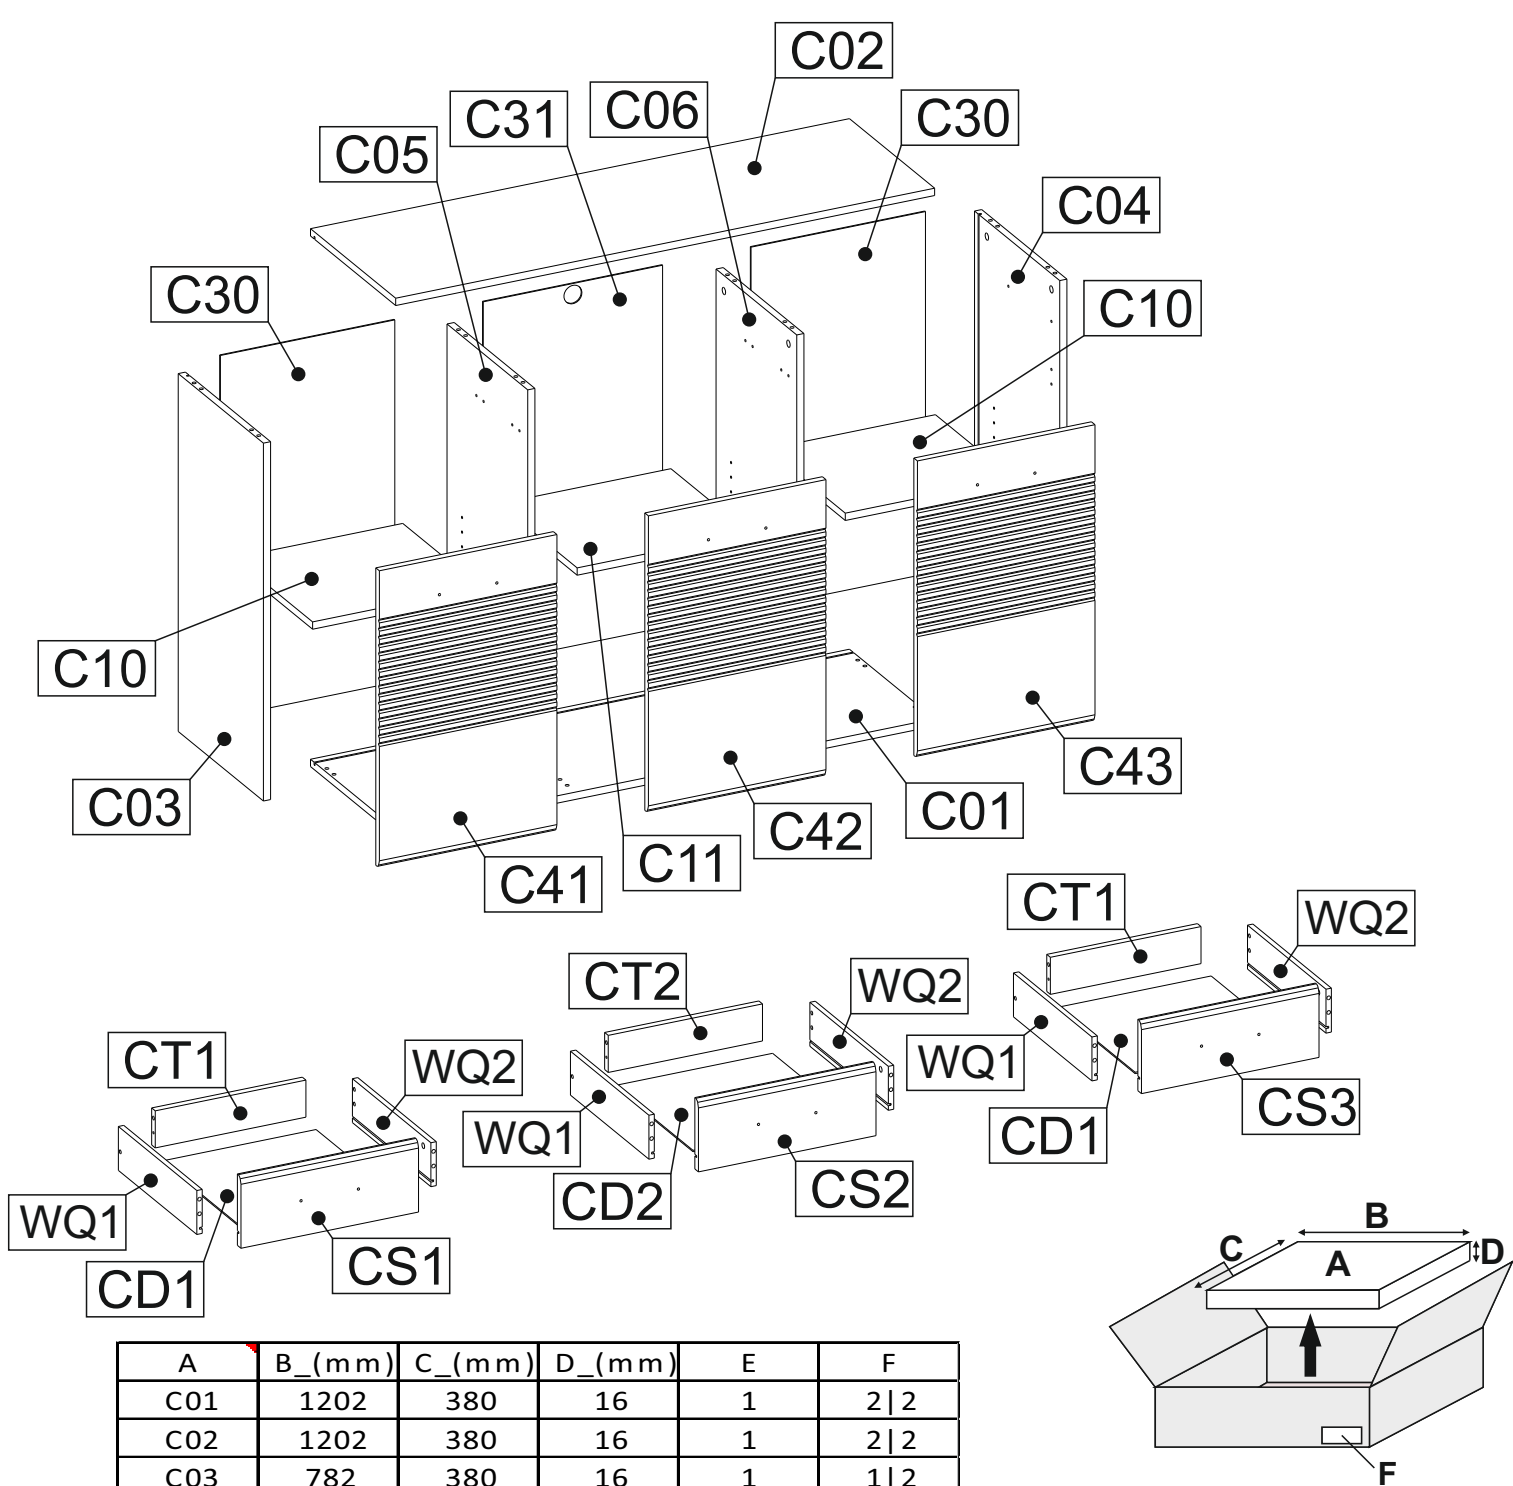 C02
C31
C06
C30
C05
C04
C30
C10
C10
C03
C43
C01
C42
C11
C41
CT1
WQ2
CT2
WQ2
WQ1
CD1
CS3
CT1
WQ2
WQ1
CD2
CS2
WQ1
CD1
CS1
B
C
A
D
F
A B_(mm) C_(mm) D_(mm) E F
C01 1202 380 16 1 2|2
C02 1202 380 16 1 2|2
C03 782 380 16 1 1|2